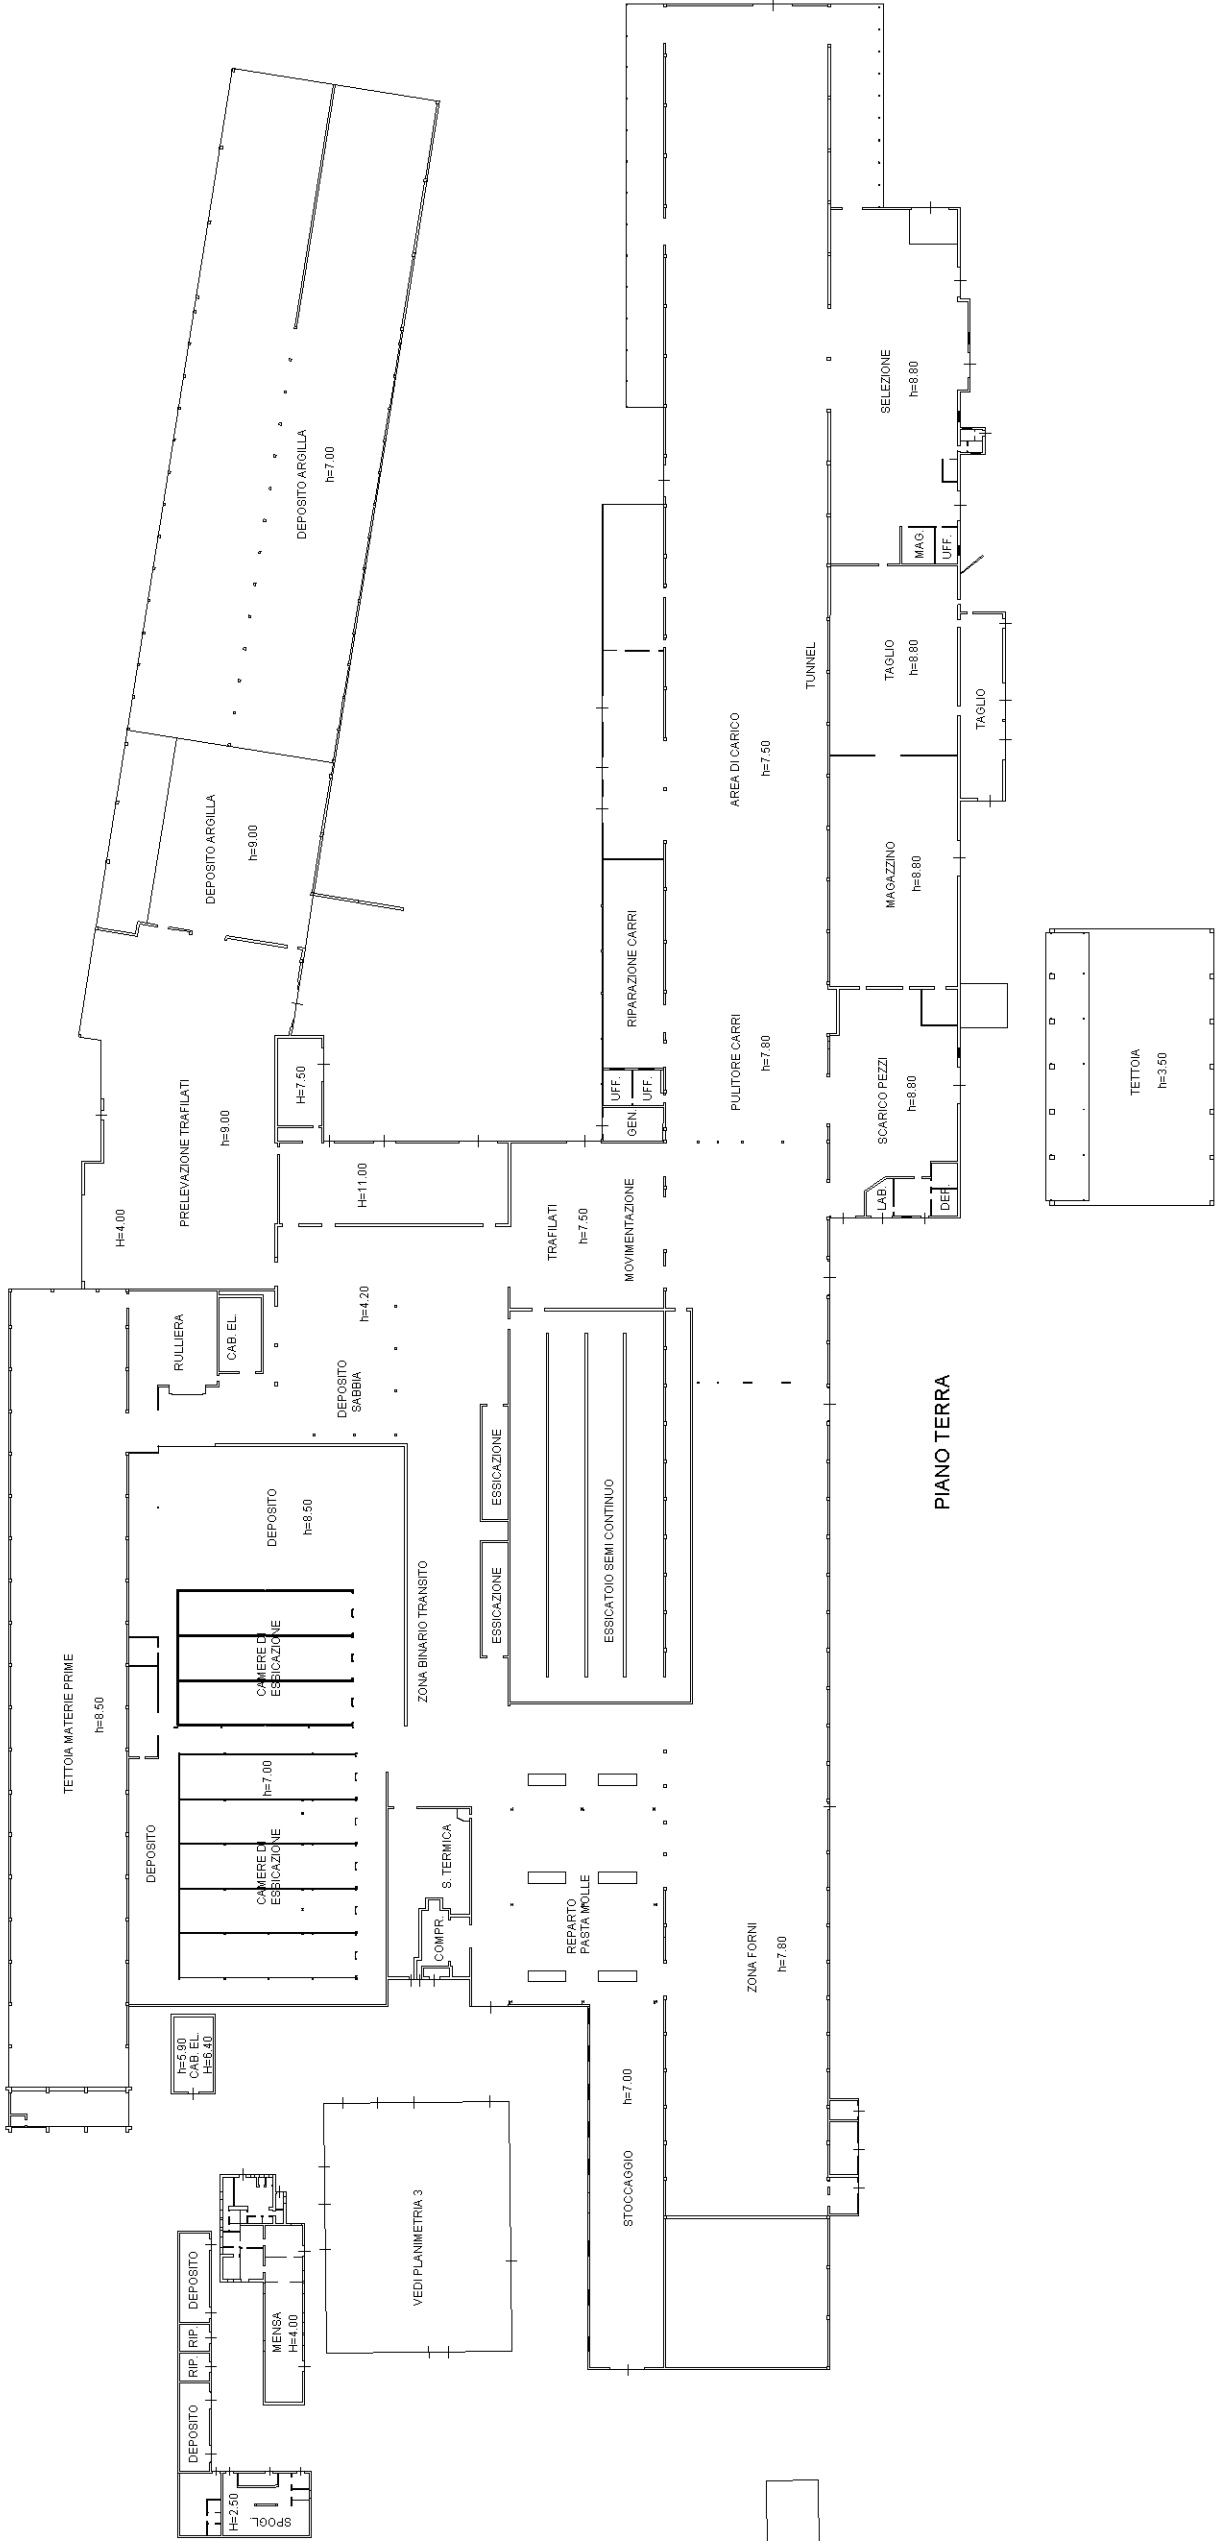 DEPOSITO ARGILLA
h=7.00
DEPOSITO ARGILLA
h=9.00
PRELEVAZIONE TRAFILATI
h=9.00
H=4.00
H=7.50
H=11.00
SELEZIONE
h=8.80
MAG.
UFF.
TAGLIO
h=8.80
TAGLIO
TUNNEL
AREA DI CARICO
h=7.50
MAGAZZINO
h=8.80
RIPARAZIONE CARRI
UFF.
UFF.
GEN.
PULITORE CARRI
h=7.80
SCARICO PEZZI
h=8.80
LAB.
DEP.
TETTOIA
h=3.50
TRAFILATI
h=7.50
MOVIMENTAZIONE
RULLIERA
CAB. EL.
h=4.20
DEPOSITO
SABBIA
PIANO TERRA
ESSICAZIONE
ESSICAZIONE
ESSICATOIO SEMI CONTINUO
DEPOSITO
h=8.50
ZONA BINARIO TRANSITO
TETTOIA MATERIE PRIME
h=8.50
CAMERE DI
ESSICAZIONE
h=7.00
CAMERE DI
ESSICAZIONE
DEPOSITO
S. TERMICA
COMPR.
REPARTO
PASTA MOLLE
ZONA FORNI
h=7.80
h=5.90
CAB. EL.
H=6.40
STOCCAGGIO
h=7.00
VEDI PLANIMETRIA 3
MENSA
H=4.00
DEPOSITO
RIP.
RIP.
DEPOSITO
H=2.50
SPOGL.